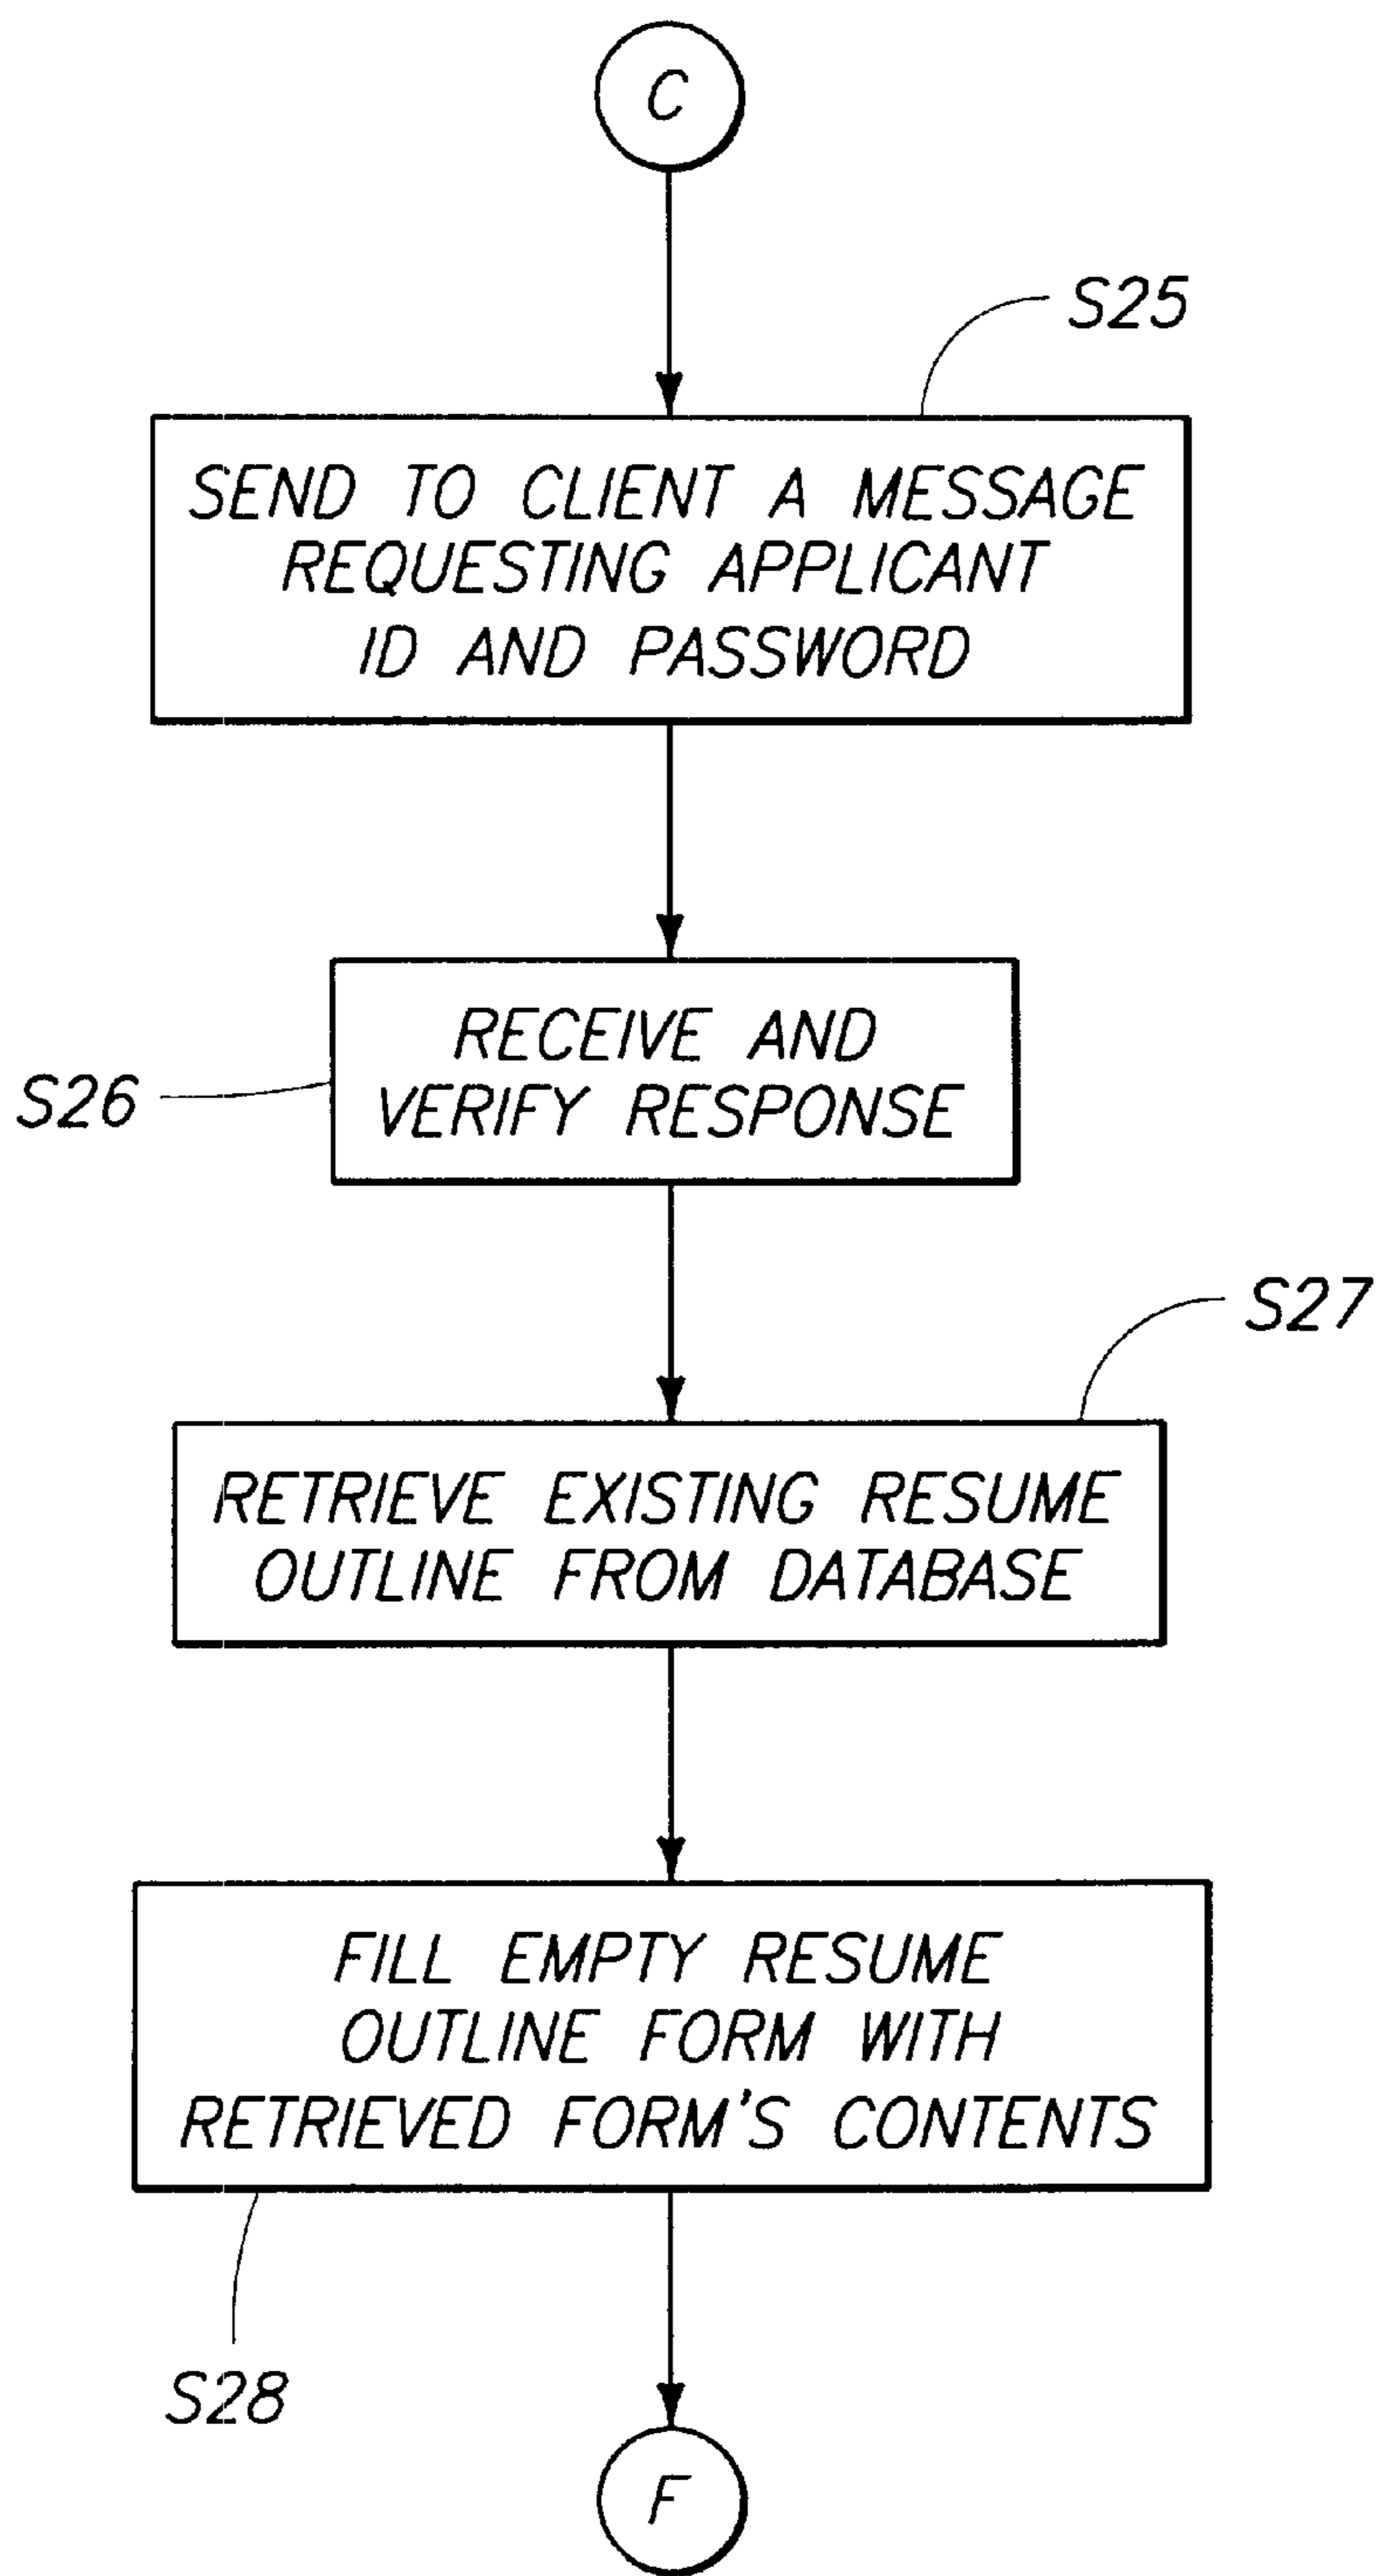 C
S25
SEND TO CLIENT A MESSAGE
REQUESTING APPLICANT
ID AND PASSWORD
RECEIVE AND
VERIFY RESPONSE
S26
S27
RETRIEVE EXISTING RESUME
OUTLINE FROM DATABASE
FILL EMPTY RESUME
OUTLINE FORM WITH
RETRIEVED FORM'S CONTENTS
S28
F